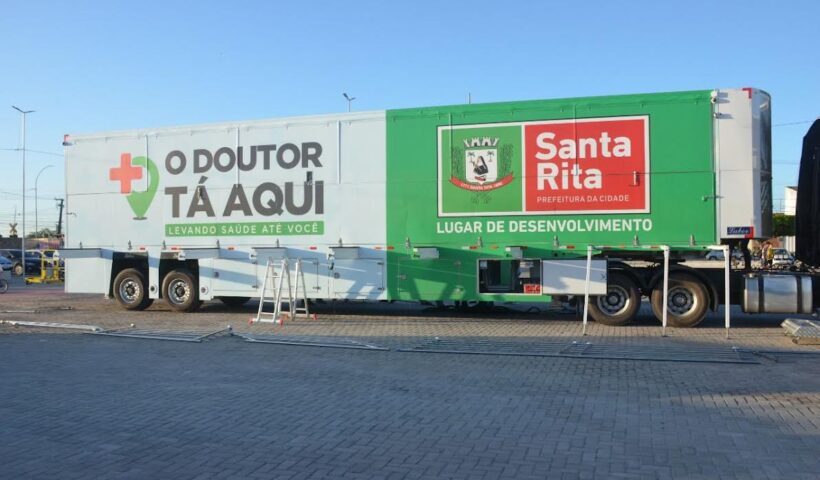 O DOUTOR
TÁ AQUI
LEVANDO SAÚDE ATÉ VOCÊ
Santa
Rita
PREFEITURA DA CIDADE
LUGAR DE DESENVOLVIMENTO